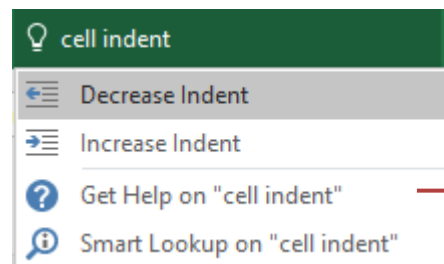 cell indent
Decrease Indent
Increase Indent
Get Help on "cell indent"
Smart Lookup on "cell indent"